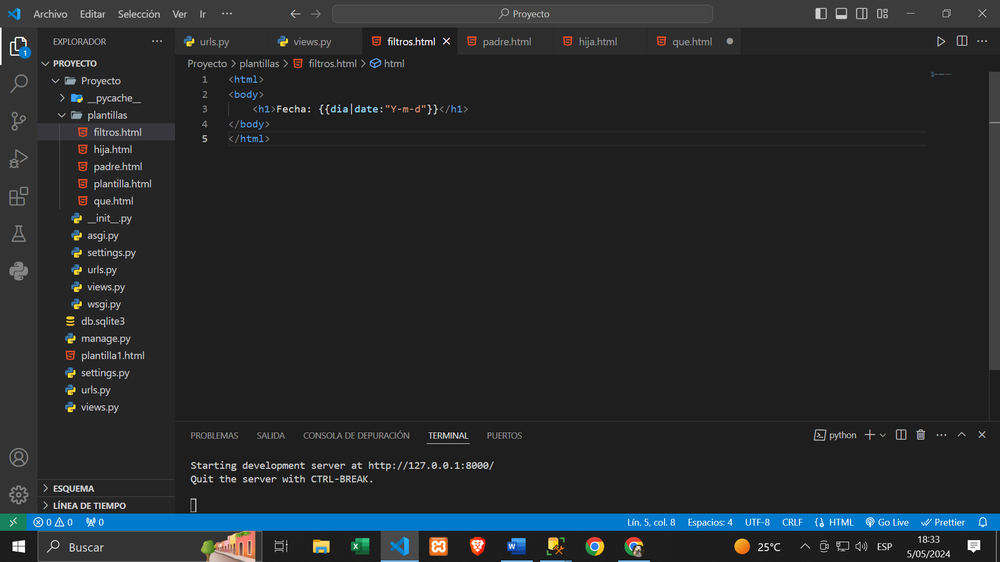 Archivo Editar Selección Ver Ir ··· Proyecto
EXPLORADOR ···
urls.py views.py filtros.html padre.html hija.html que.html
PROYECTO
Proyecto
__pycache__
plantillas
filtros.html
hija.html
padre.html
plantilla.html
que.html
__init__.py
asgi.py
settings.py
urls.py
views.py
wsgi.py
db.sqlite3
manage.py
plantilla1.html
settings.py
urls.py
views.py
ESQUEMA
LÍNEA DE TIEMPO
1
Proyecto > plantillas > filtros.html > html
1 <html>
2 <body>
3 <h1>Fecha: {{dia|date:"Y-m-d"}}</h1>
4 </body>
5 </html>
PROBLEMAS SALIDA CONSOLA DE DEPURACIÓN TERMINAL PUERTOS python
Starting development server at http://127.0.0.1:8000/
Quit the server with CTRL-BREAK.
0 0 0 Lín. 5, col. 8 Espacios: 4 UTF-8 CRLF HTML Go Live Prettier
Buscar 25°C ESP 18:33
5/05/2024